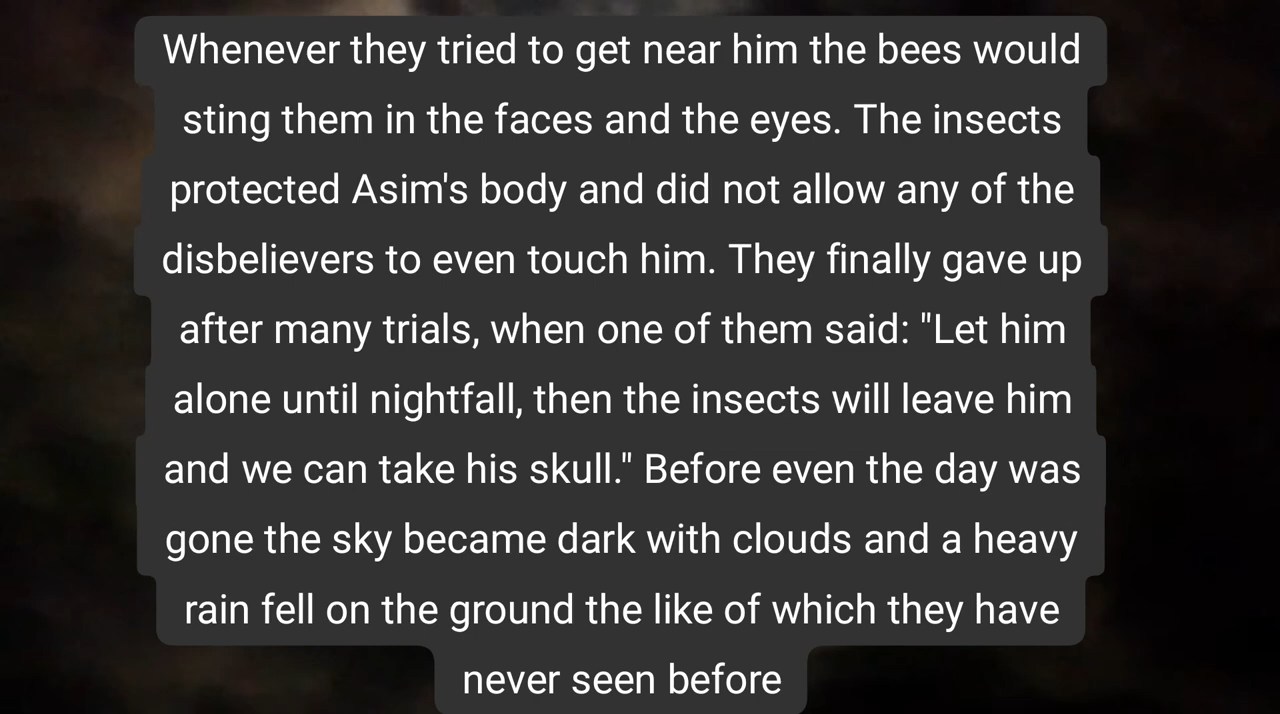 Whenever they tried to get near him the bees would
sting them in the faces and the eyes. The insects
protected Asim's body and did not allow any of the
disbelievers to even touch him. They finally gave up
after many trials, when one of them said: "Let him
alone until nightfall, then the insects will leave him
and we can take his skull." Before even the day was
gone the sky became dark with clouds and a heavy
rain fell on the ground the like of which they have
never seen before